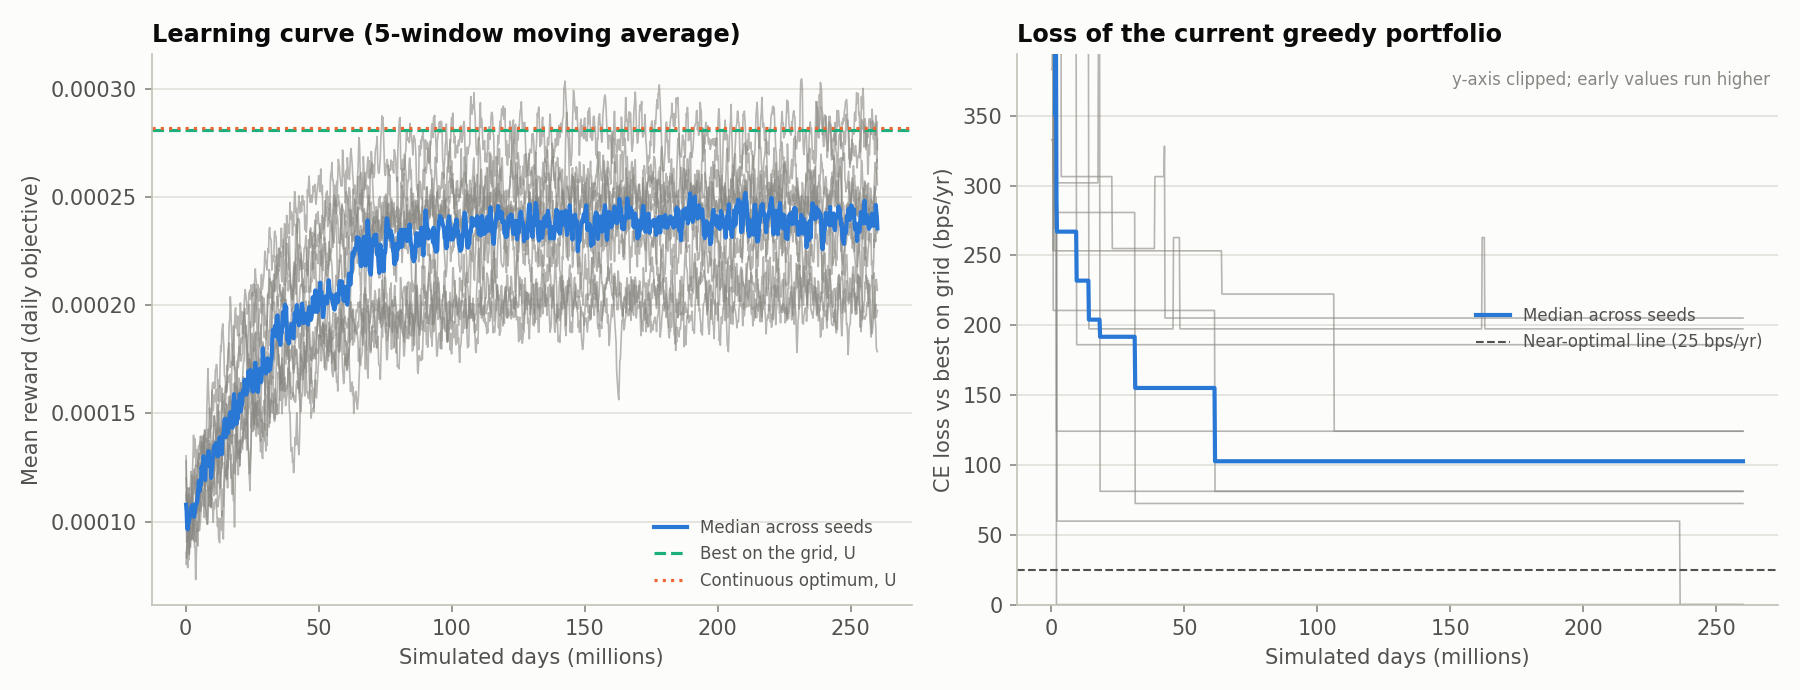 Learning curve (5-window moving average)
Mean reward (daily objective)
0.00030
0.00025
0.00020
0.00015
0.00010
Median across seeds
Best on the grid, U
Continuous optimum, U
0
50
100
150
200
250
Simulated days (millions)
Loss of the current greedy portfolio
y-axis clipped; early values run higher
CE loss vs best on grid (bps/yr)
350
300
250
200
150
100
50
0
Median across seeds
Near-optimal line (25 bps/yr)
0
50
100
150
200
250
Simulated days (millions)